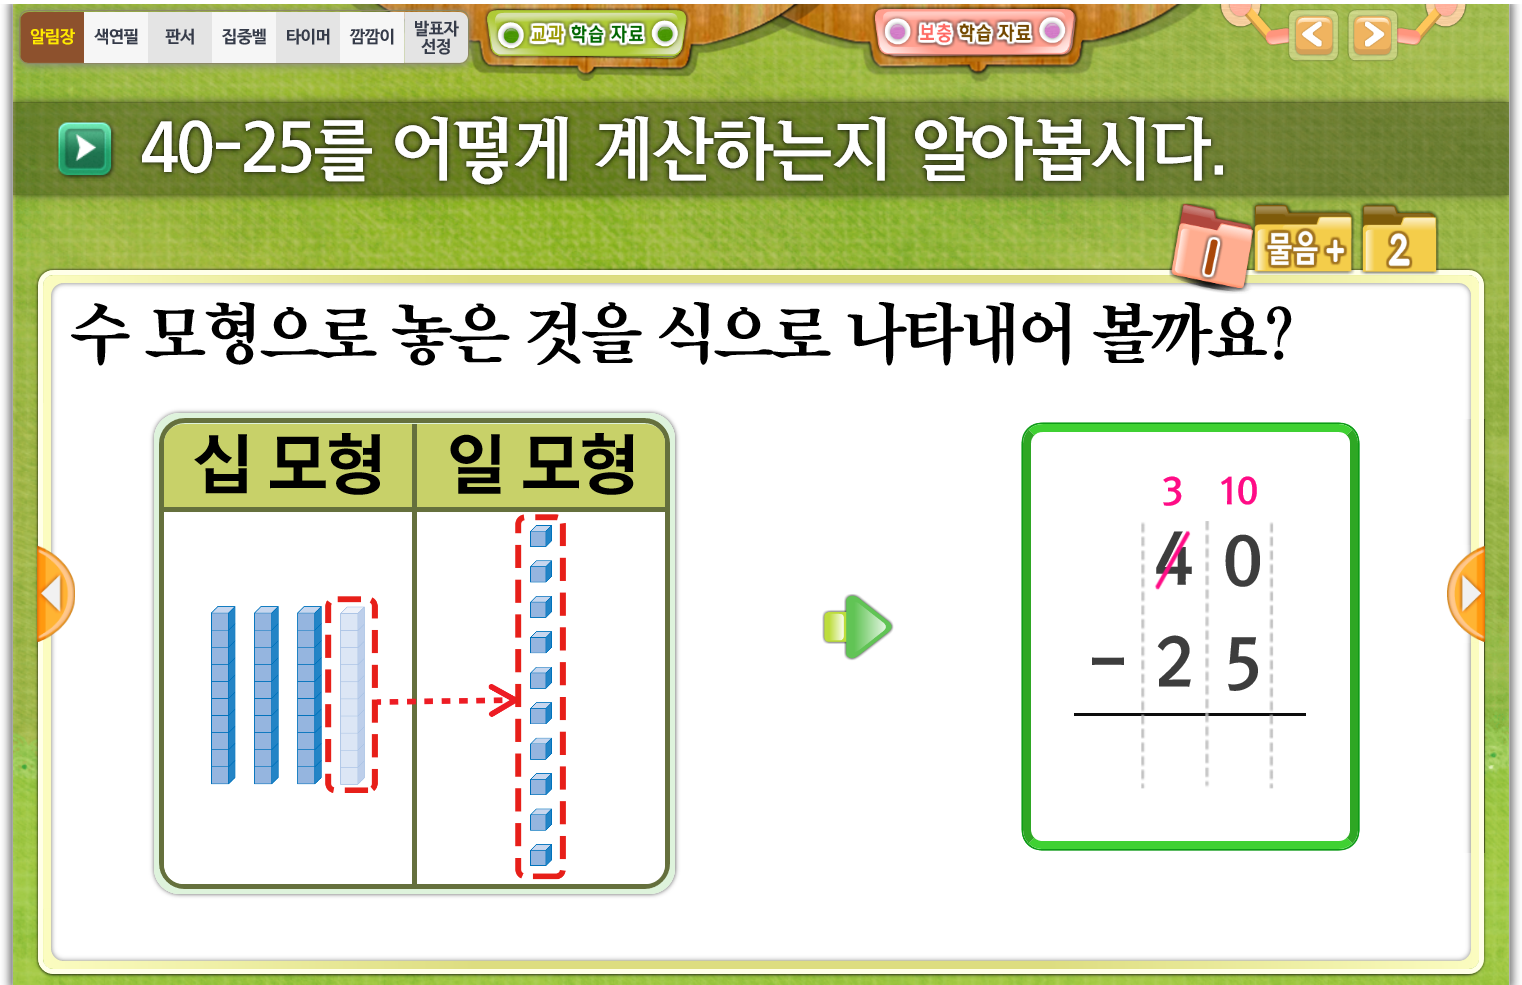 알림장 색연필 판서 집중벨 타이머 깜깜이 발표자 선정
교과 학습 자료
보충 학습 자료
40-25를 어떻게 계산하는지 알아봅시다.
1 물음+ 2
수 모형으로 놓은 것을 식으로 나타내어 볼까요?
십 모형 일 모형
3 10
4 0
- 2 5